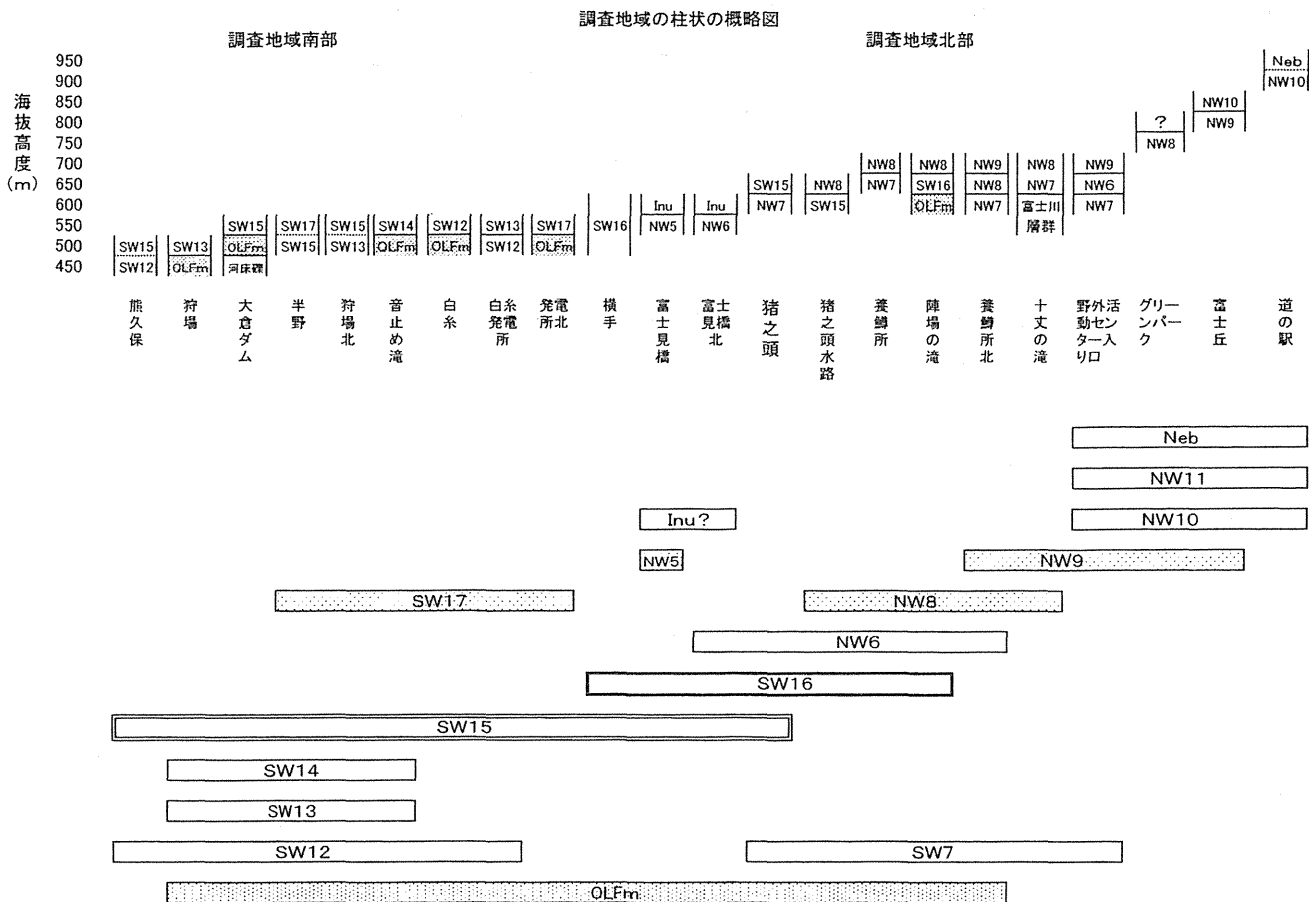 調査地域の柱状の概略図
調査地域南部
調査地域北部
海抜高度(m)
950
900
850
800
750
700
650
600
550
500
450
SW15
SW12
SW13
OLFm
SW15
OLFm
河床礫
SW17
SW15
SW15
SW13
SW14
OLFm
SW12
OLFm
SW13
SW12
SW17
OLFm
SW16
Inu
NW5
Inu
NW6
SW15
NW7
NW8
SW15
NW8
NW7
NW8
SW16
OLFm
NW9
NW8
NW7
NW8
NW7
富士川
層群
NW9
NW6
NW7
?
NW8
NW10
NW9
Neb
NW10
熊久保
狩場
大倉ダム
半野
狩場北
音止め滝
白糸
白糸発電所
発電所北
横手
富士見橋
富士見橋北
猪之頭
猪之頭水路
養鱒所
陣場の滝
養鱒所北
十丈の滝
野外活動センター入り口
グリーンパーク
富士丘
道の駅
Neb
NW11
Inu?
NW10
NW5
NW9
SW17
NW8
NW6
SW16
SW15
SW14
SW13
SW12
SW7
OLFm